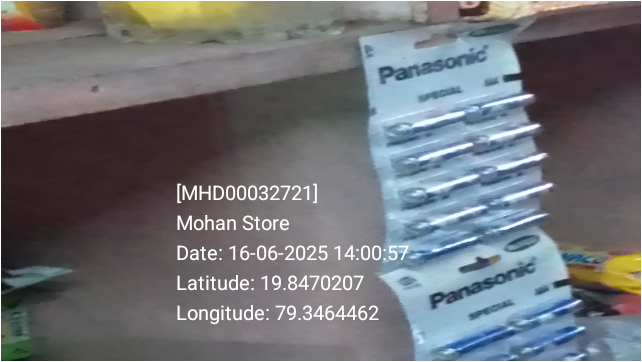 Panasonic
SPECIAL
[MHD00032721]
Mohan Store
Date: 16-06-2025 14:00:57
Latitude: 19.8470207
Longitude: 79.3464462
Panasonic
SPECIAL